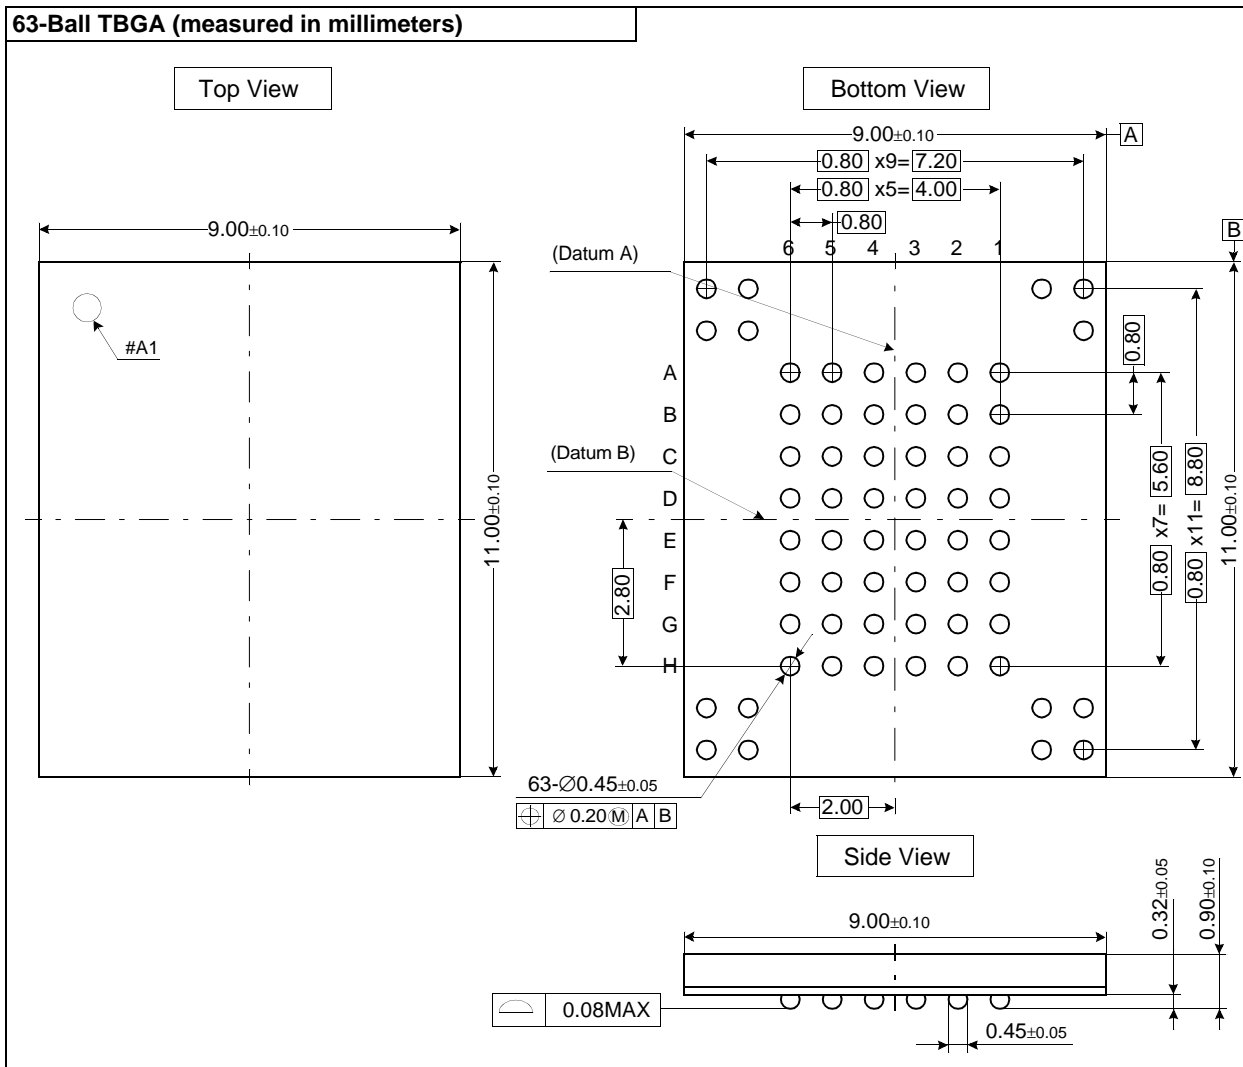 63-Ball TBGA (measured in millimeters)
Top View
Bottom View
9.00±0.10
A
0.80 x9= 7.20
0.80 x5= 4.00
0.80
B
6 5 4 3 2 1
(Datum A)
9.00±0.10
#A1
11.00±0.10
A
B
C
D
E
F
G
H
(Datum B)
2.80
0.80
0.80 x7= 5.60
0.80 x11= 8.80
11.00±0.10
63-Ø0.45±0.05
⌖ Ø 0.20 Ⓜ A B
2.00
Side View
9.00±0.10
0.32±0.05
0.90±0.10
0.08MAX
0.45±0.05